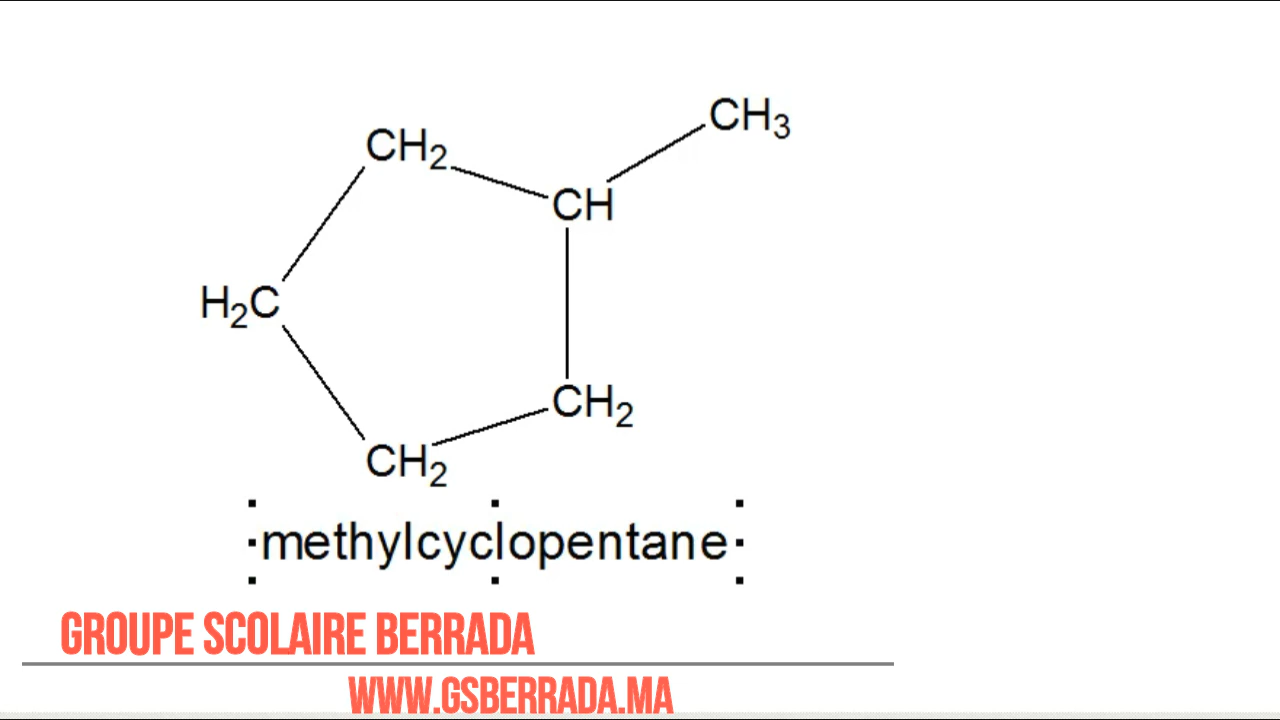 CH3
CH2
CH
H2C
CH2
CH2
methylcyclopentane
GROUPE SCOLAIRE BERRADA
WWW.GSBERRADA.MA